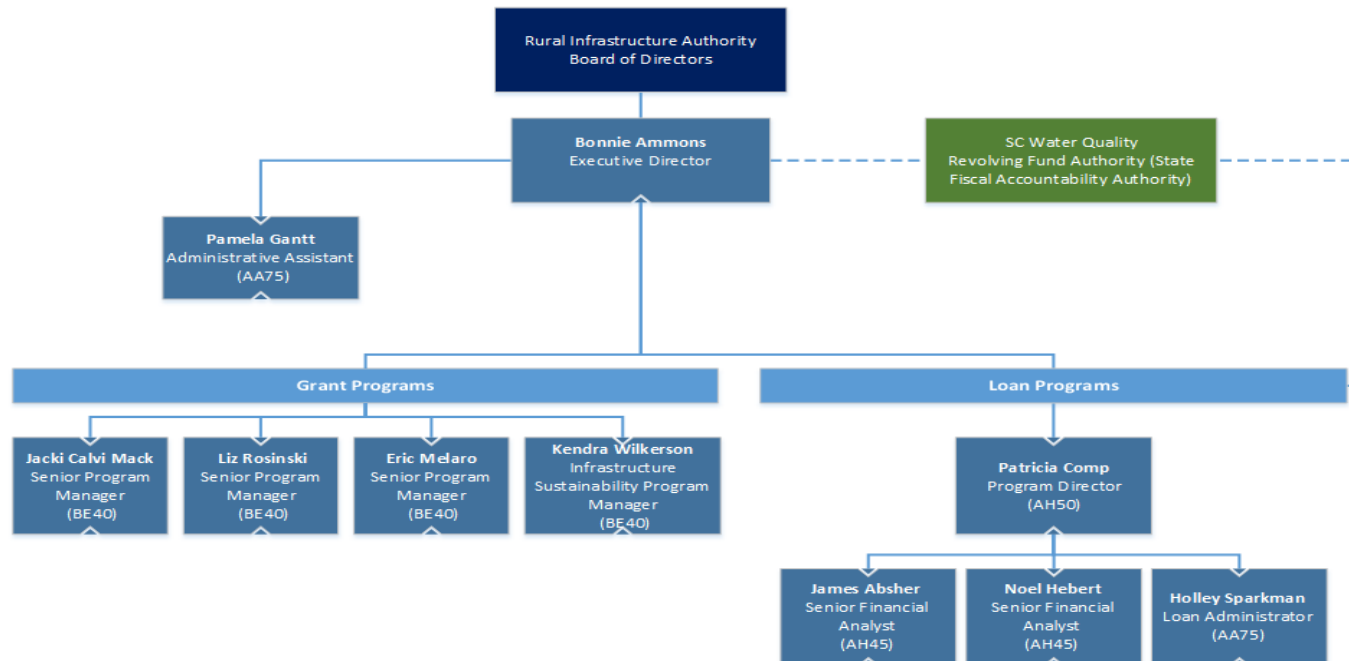 Rural Infrastructure Authority
Board of Directors
Bonnie Ammons
Executive Director
SC Water Quality
Revolving Fund Authority (State
Fiscal Accountability Authority)
Pamela Gantt
Administrative Assistant
(AA75)
Grant Programs
Loan Programs
Jacki Calvi Mack
Senior Program
Manager
(BE40)
Liz Rosinski
Senior Program
Manager
(BE40)
Eric Melaro
Senior Program
Manager
(BE40)
Kendra Wilkerson
Infrastructure
Sustainability Program
Manager
(BE40)
Patricia Comp
Program Director
(AH50)
James Absher
Senior Financial
Analyst
(AH45)
Noel Hebert
Senior Financial
Analyst
(AH45)
Holley Sparkman
Loan Administrator
(AA75)